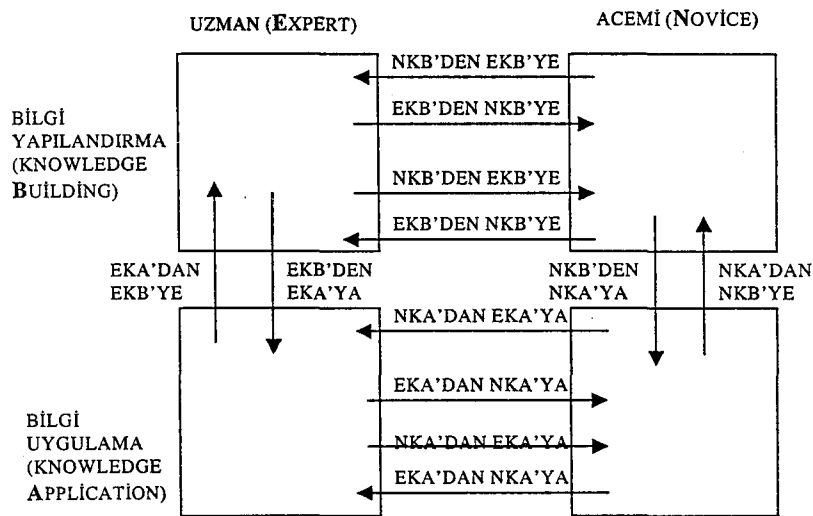 UZMAN (EXPERT)
ACEMİ (NOVİCE)
NKB'DEN EKB'YE
EKB'DEN NKB'YE
BİLGİ
YAPILANDIRMA
(KNOWLEDGE
BUİLDİNG)
NKB'DEN EKB'YE
EKB'DEN NKB'YE
EKA'DAN
EKB'YE
EKB'DEN
EKA'YA
NKB'DEN
NKA'YA
NKA'DAN
NKB'YE
NKA'DAN EKA'YA
EKA'DAN NKA'YA
NKA'DAN EKA'YA
EKA'DAN NKA'YA
BİLGİ
UYGULAMA
(KNOWLEDGE
APPLİCATİON)